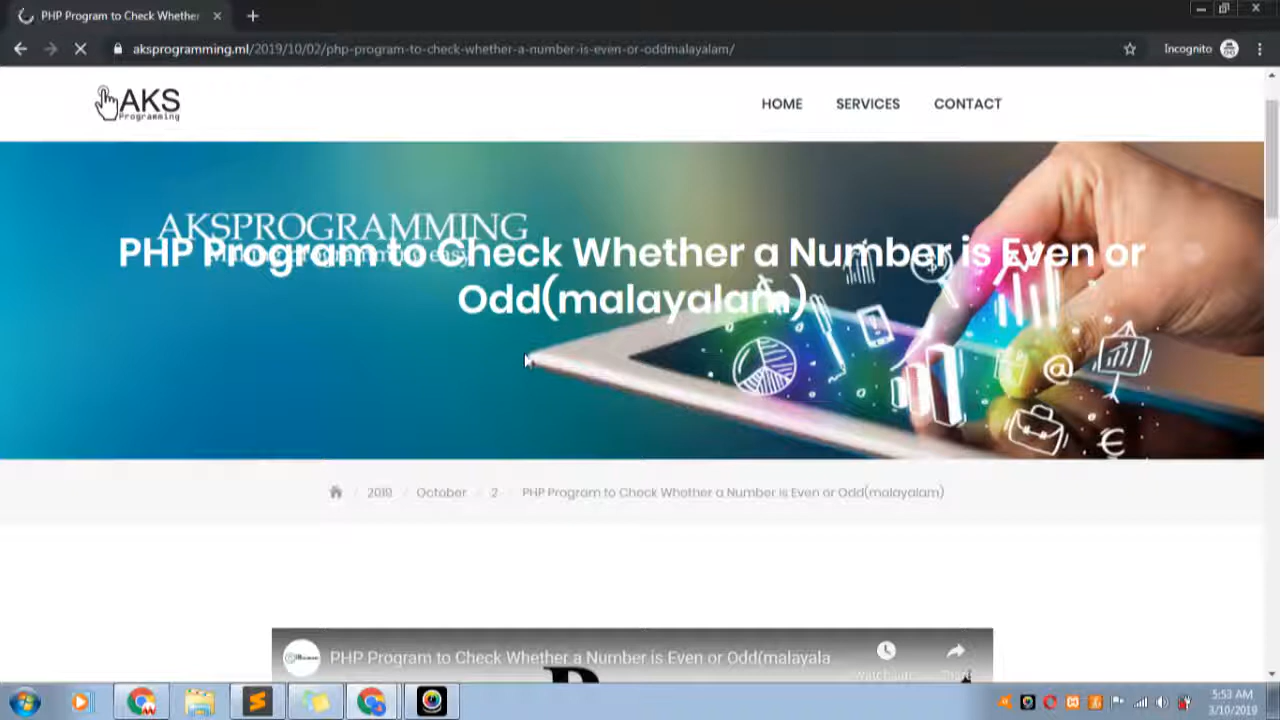 PHP Program to Check Whether
aksprogramming.ml/2019/10/02/php-program-to-check-whether-a-number-is-even-or-oddmalayalam/
Incognito
AKS
Programming
HOME SERVICES CONTACT
AKSPROGRAMMING
PHP Program to Check Whether a Number is Even or
Odd(malayalam)
2019 / October / 2 / PHP Program to Check Whether a Number is Even or Odd(malayalam)
PHP Program to Check Whether a Number is Even or Odd(malayala
5:53 AM
3/10/2019